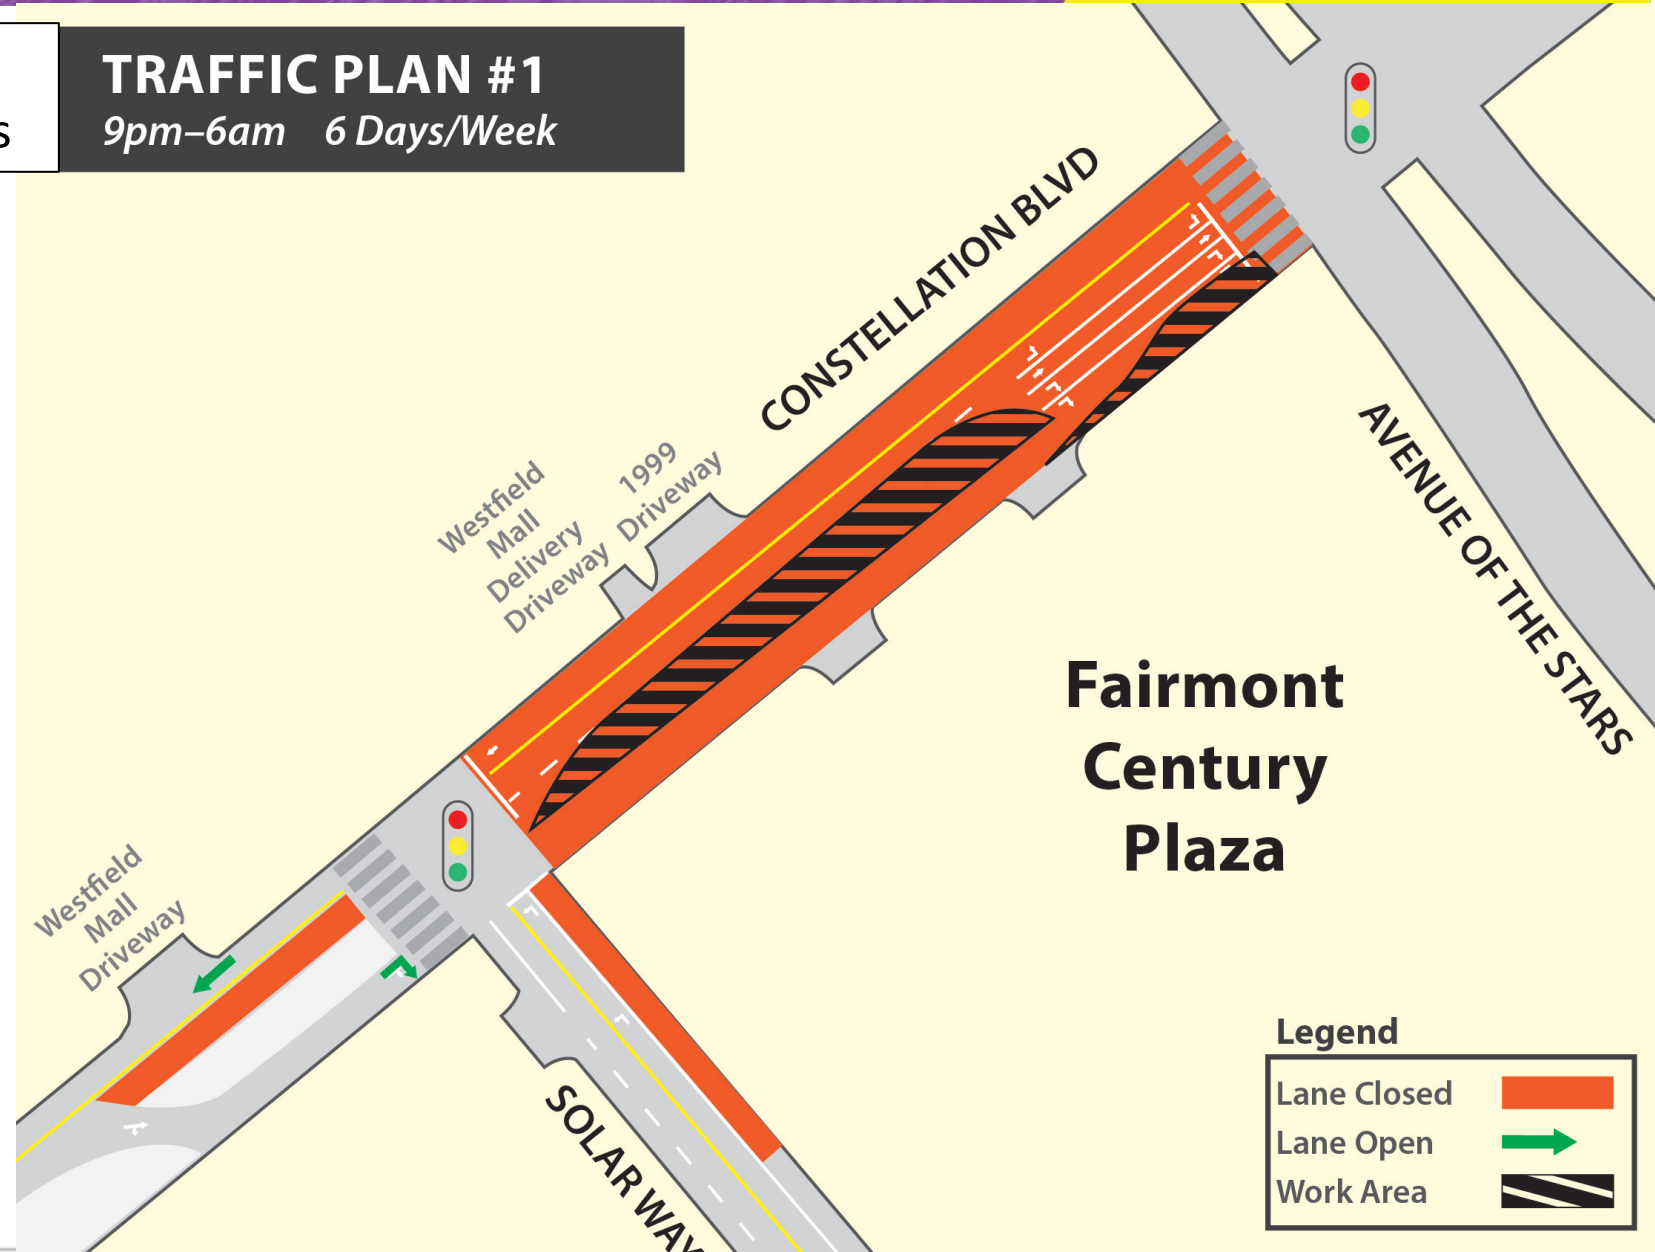 s
TRAFFIC PLAN #1
9pm–6am 6 Days/Week
CONSTELLATION BLVD
1999
Driveway
Westfield
Mall
Delivery
Driveway
AVENUE OF THE STARS
Fairmont
Century
Plaza
Westfield
Mall
Driveway
SOLAR WAY
Legend
Lane Closed
Lane Open
Work Area